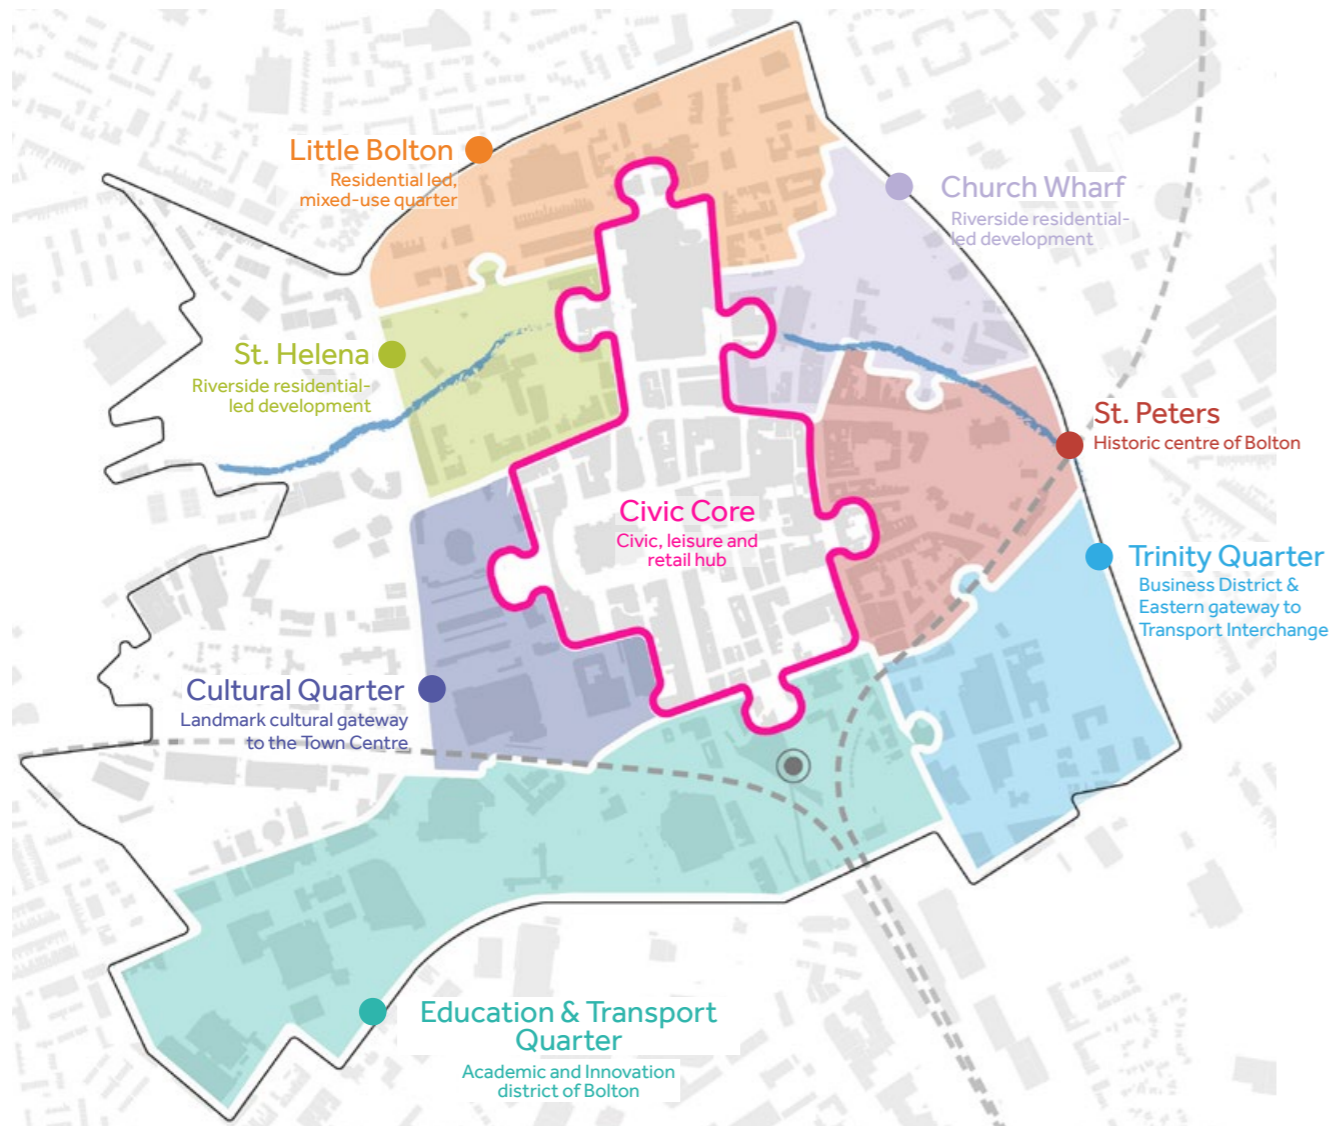 Little Bolton
Residential led,
mixed-use quarter
Church Wharf
Riverside residential-
led development
St. Helena
Riverside residential-
led development
St. Peters
Historic centre of Bolton
Civic Core
Civic, leisure and
retail hub
Trinity Quarter
Business District &
Eastern gateway to
Transport Interchange
Cultural Quarter
Landmark cultural gateway
to the Town Centre
Education & Transport
Quarter
Academic and Innovation
district of Bolton